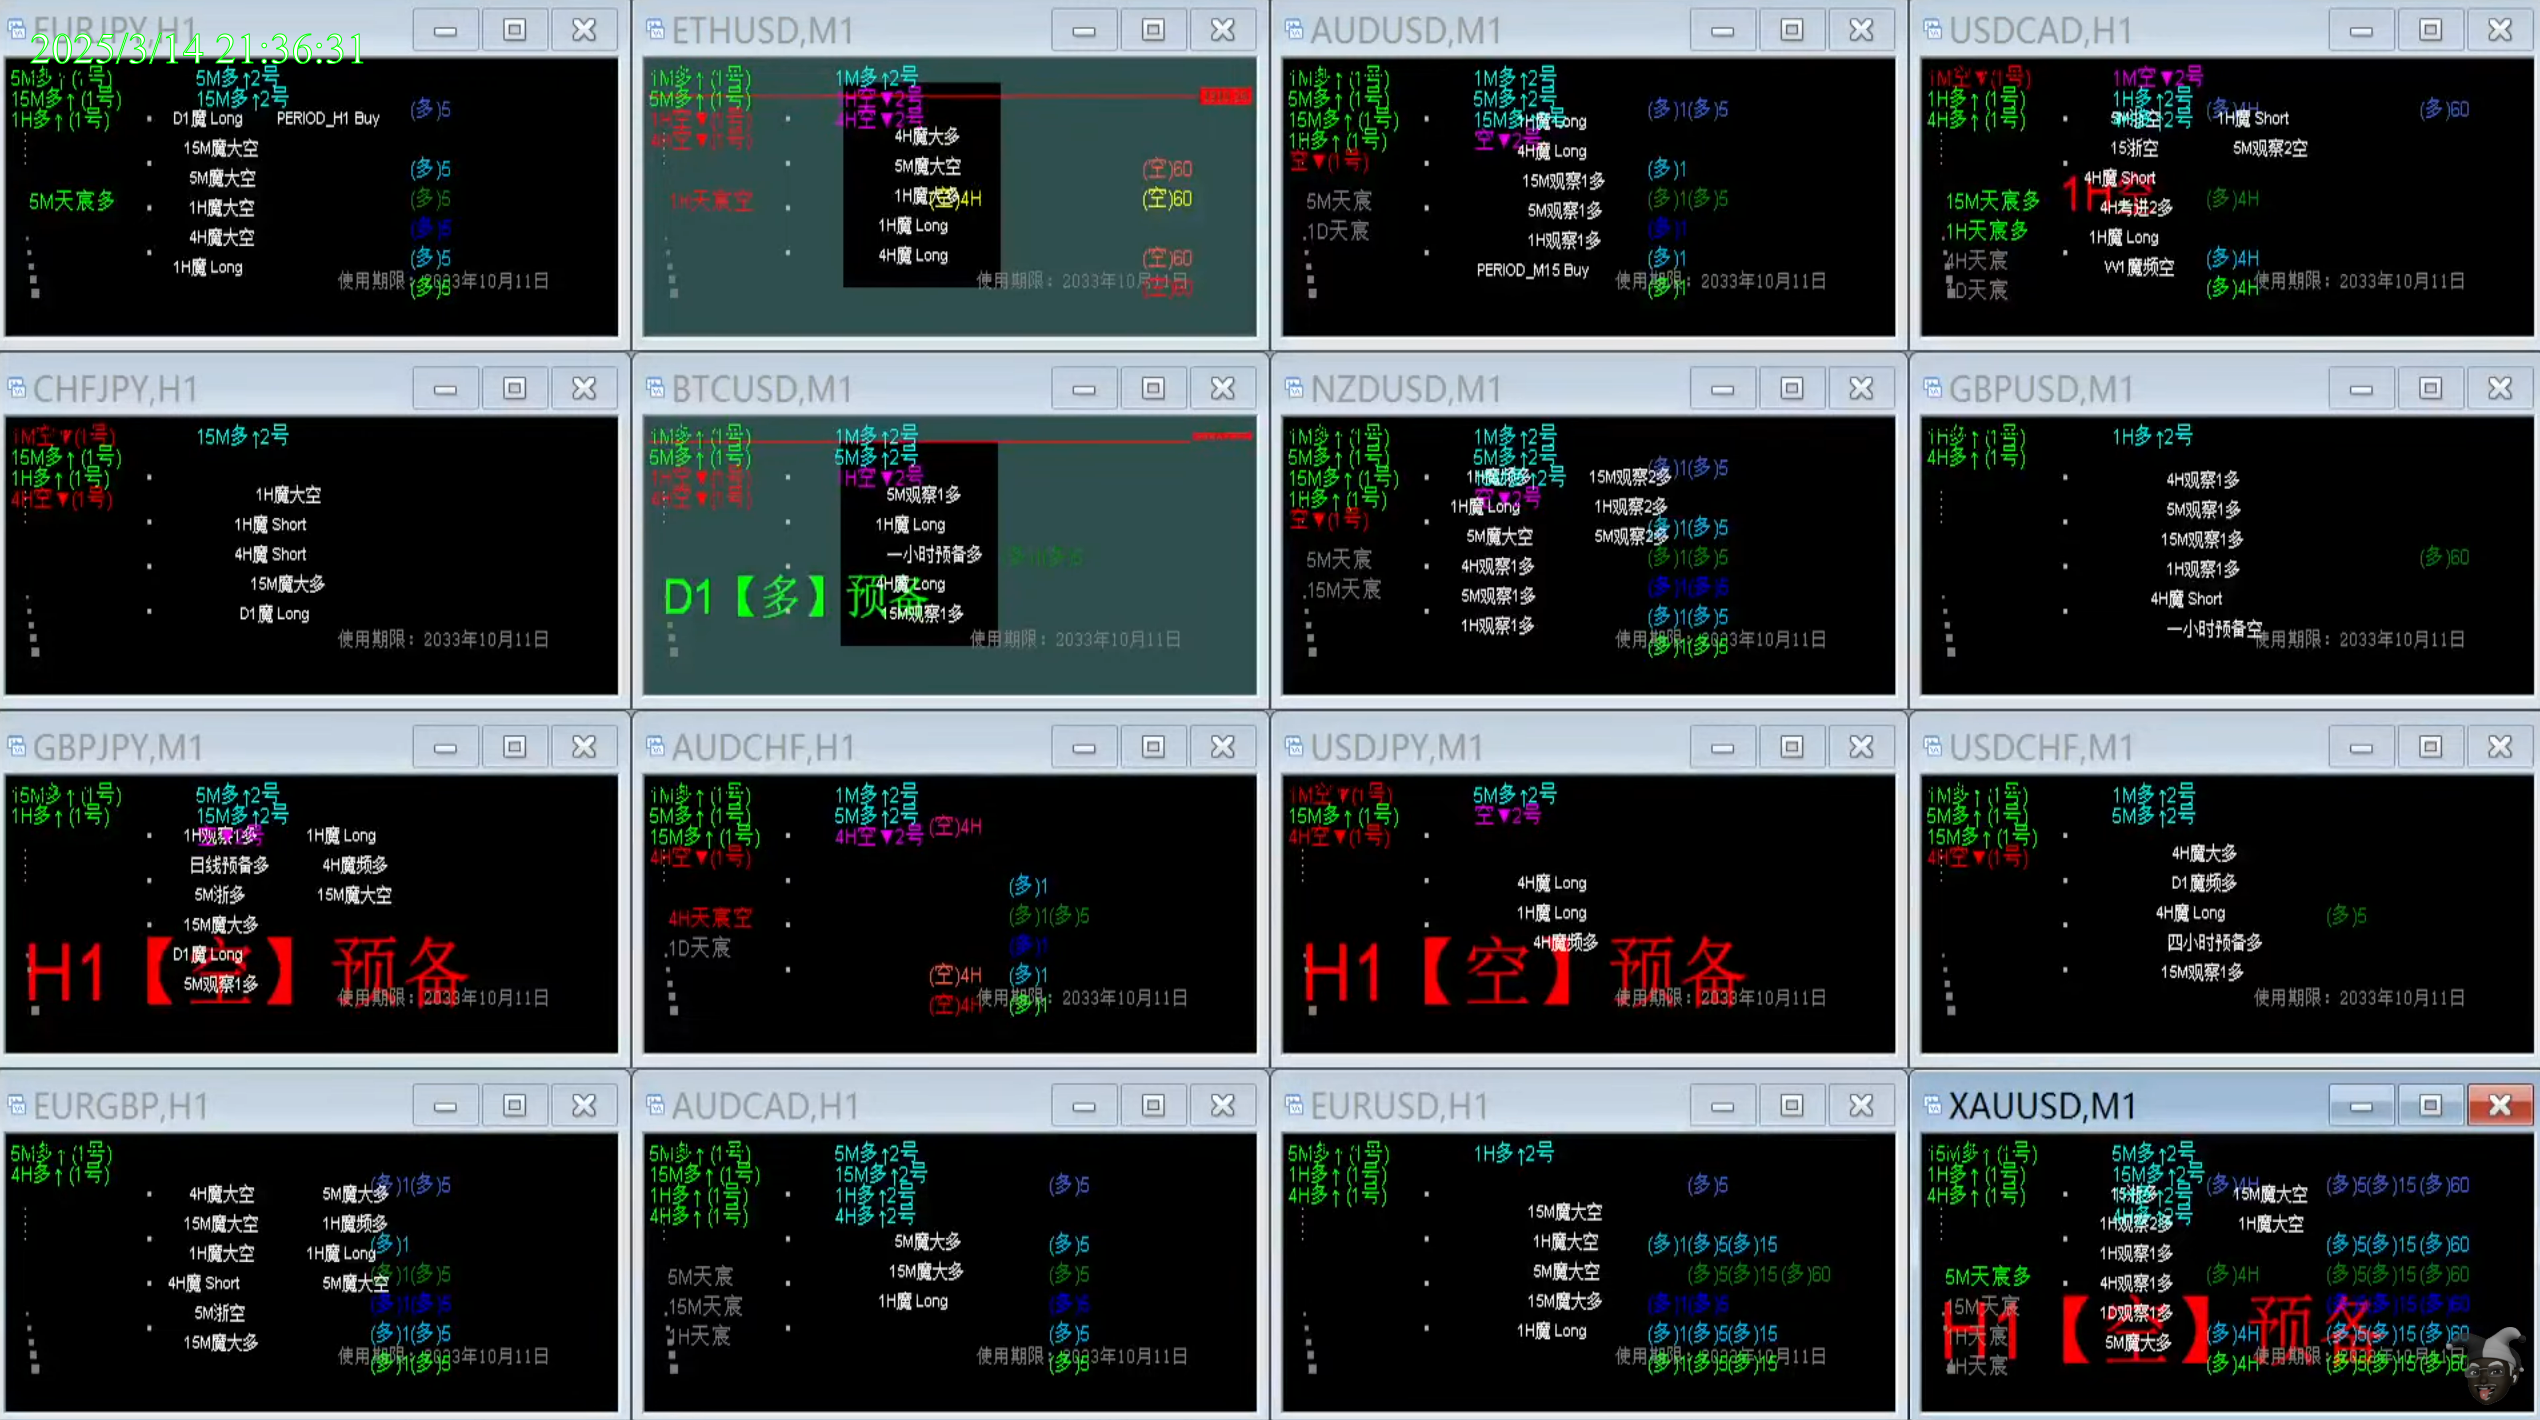 EURJPY,H1
2025/3/14 21:36:31
5M多↑(1号) 5M多↑2号
15M多↑(1号) 15M多↑2号
1H多↑(1号)
D1魔 Long PERIOD_H1 Buy (多)5
15M魔大空
5M魔大空 (多)5
5M天宸多 1H魔大空 (多)5
4H魔大空 (多)5
1H魔 Long (多)5
使用期限：2033年10月11日
(多)5
ETHUSD,M1
1M多↑(1号) 1M多↑2号
5M多↑(1号) 1H空▼2号
1H空▼(1号) 4H空▼2号
4H空▼(1号)
4H魔大多
5M魔大空 (空)60
1H天宸空 (空)4H (空)60
1H魔 Long
4H魔 Long (空)60
AUDUSD,M1
1M多↑(1号) 1M多↑2号
5M多↑(1号) 5M多↑2号 (多)1(多)5
15M多↑(1号) 15M多↑2号
1H多↑(1号) 空▼2号
空▼(1号)
4H魔 Long
15M观察1多 (多)1
5M天宸 5M观察1多 (多)1(多)5
1D天宸 1H观察1多 (多)1
PERIOD_M15 Buy (多)1
使用期限：2033年10月11日
(多)1
USDCAD,H1
1M空▼(1号) 1M空▼2号
1H多↑(1号) 1H多↑2号 (多)4H (多)60
4H多↑(1号) 1H魔 Short
15浙空 5M观察2空
4H魔 Short
15M天宸多 4H考进2多 (多)4H
1H天宸多 1H魔 Long
4H天宸 W1魔频空 (多)4H
D天宸 (多)4H
使用期限：2033年10月11日
CHFJPY,H1
1M空▼(1号) 15M多↑2号
15M多↑(1号)
1H多↑(1号)
4H空▼(1号)
1H魔大空
1H魔 Short
4H魔 Short
15M魔大多
D1魔 Long
使用期限：2033年10月11日
BTCUSD,M1
1M多↑(1号) 1M多↑2号
5M多↑(1号) 5M多↑2号
1H空▼(1号) 1H空▼2号
4H空▼(1号)
5M观察1多
1H魔 Long
一小时预备多
4H魔 Long
D1【多】预备
15M观察1多
使用期限：2033年10月11日
NZDUSD,M1
1M多↑(1号) 1M多↑2号
5M多↑(1号) 5M多↑2号 (多)1(多)5
15M多↑(1号) 1H魔频多 15M观察2多
1H多↑(1号) 1H魔 Long 1H观察2多
空▼(1号) 5M魔大空 5M观察2多 (多)1(多)5
5M天宸 4H观察1多 (多)1(多)5
15M天宸 5M观察1多 (多)1(多)5
1H观察1多 (多)1(多)5
使用期限：2033年10月11日
(多)1(多)5
GBPUSD,M1
1H多↑(1号) 1H多↑2号
4H多↑(1号)
4H观察1多
5M观察1多
15M观察1多 (多)60
1H观察1多
4H魔 Short
一小时预备空
使用期限：2033年10月11日
GBPJPY,M1
15M多↑(1号) 5M多↑2号
1H多↑(1号) 15M多↑2号
1H观察1多 1H魔 Long
日线预备多 4H魔频多
5M浙多 15M魔大空
15M魔大多
D1魔 Long
H1【空】预备
5M观察1多
使用期限：2033年10月11日
AUDCHF,H1
1M多↑(1号) 1M多↑2号
5M多↑(1号) 5M多↑2号 (空)4H
15M多↑(1号) 4H空▼2号
4H空▼(1号)
(多)1
4H天宸空 (多)1(多)5
1D天宸 (多)1
(空)4H (多)1
(空)4H (多)1
使用期限：2033年10月11日
USDJPY,M1
1M空▼(1号) 5M多↑2号
15M多↑(1号) 空▼2号
4H空▼(1号)
4H魔 Long
1H魔 Long
4H魔频多
H1【空】预备
使用期限：2033年10月11日
USDCHF,M1
1M多↑(1号) 1M多↑2号
5M多↑(1号) 5M多↑2号
15M多↑(1号)
4H空▼(1号) 4H魔大多
D1魔频多
4H魔 Long (多)5
四小时预备多
15M观察1多
使用期限：2033年10月11日
EURGBP,H1
5M多↑(1号)
4H多↑(1号)
4H魔大空 5M魔大多 (多)1(多)5
15M魔大空 1H魔频多
1H魔大空 1H魔 Long (多)1
4H魔 Short 5M魔大空 (多)1(多)5
5M浙空 (多)1(多)5
15M魔大多 (多)1(多)5
使用期限：2033年10月11日
(多)1(多)5
AUDCAD,H1
5M多↑(1号) 5M多↑2号
15M多↑(1号) 15M多↑2号 (多)5
1H多↑(1号) 1H多↑2号
4H多↑(1号) 4H多↑2号
5M魔大多 (多)5
5M天宸 15M魔大多 (多)5
15M天宸 1H魔 Long (多)5
1H天宸 (多)5
使用期限：2033年10月11日
(多)5
EURUSD,H1
5M多↑(1号) 1H多↑2号
1H多↑(1号) (多)5
4H多↑(1号)
15M魔大空
1H魔大空 (多)1(多)5(多)15
5M魔大空 (多)5(多)15(多)60
15M魔大多 (多)1(多)5
1H魔 Long (多)1(多)5(多)15
使用期限：2033年10月11日
(多)1(多)5(多)15
XAUUSD,M1
15M多↑(1号) 5M多↑2号
1H多↑(1号) 15M多↑2号 (多)4H (多)5(多)15(多)60
4H多↑(1号) 15M魔大空
1H观察2多 1H魔大空
1H观察1多 (多)5(多)15(多)60
5M天宸多 4H观察1多 (多)4H (多)5(多)15(多)60
15M天宸 1D观察1多
1H天宸 5M魔大多 (多)4H (多)5(多)15(多)60
4H天宸 (多)4H
H1【空】预备